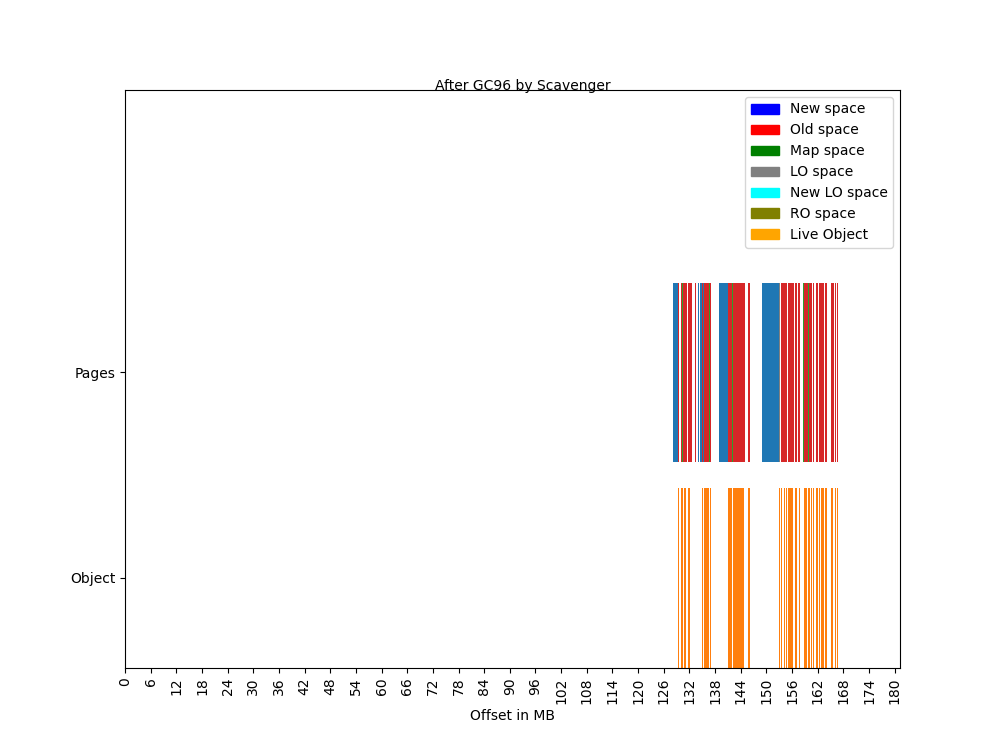 After GC96 by Scavenger
New space
Old space
Map space
LO space
New LO space
RO space
Live Object
Pages
Object
0 6 12 18 24 30 36 42 48 54 60 66 72 78 84 90 96 102 108 114 120 126 132 138 144 150 156 162 168 174 180
Offset in MB